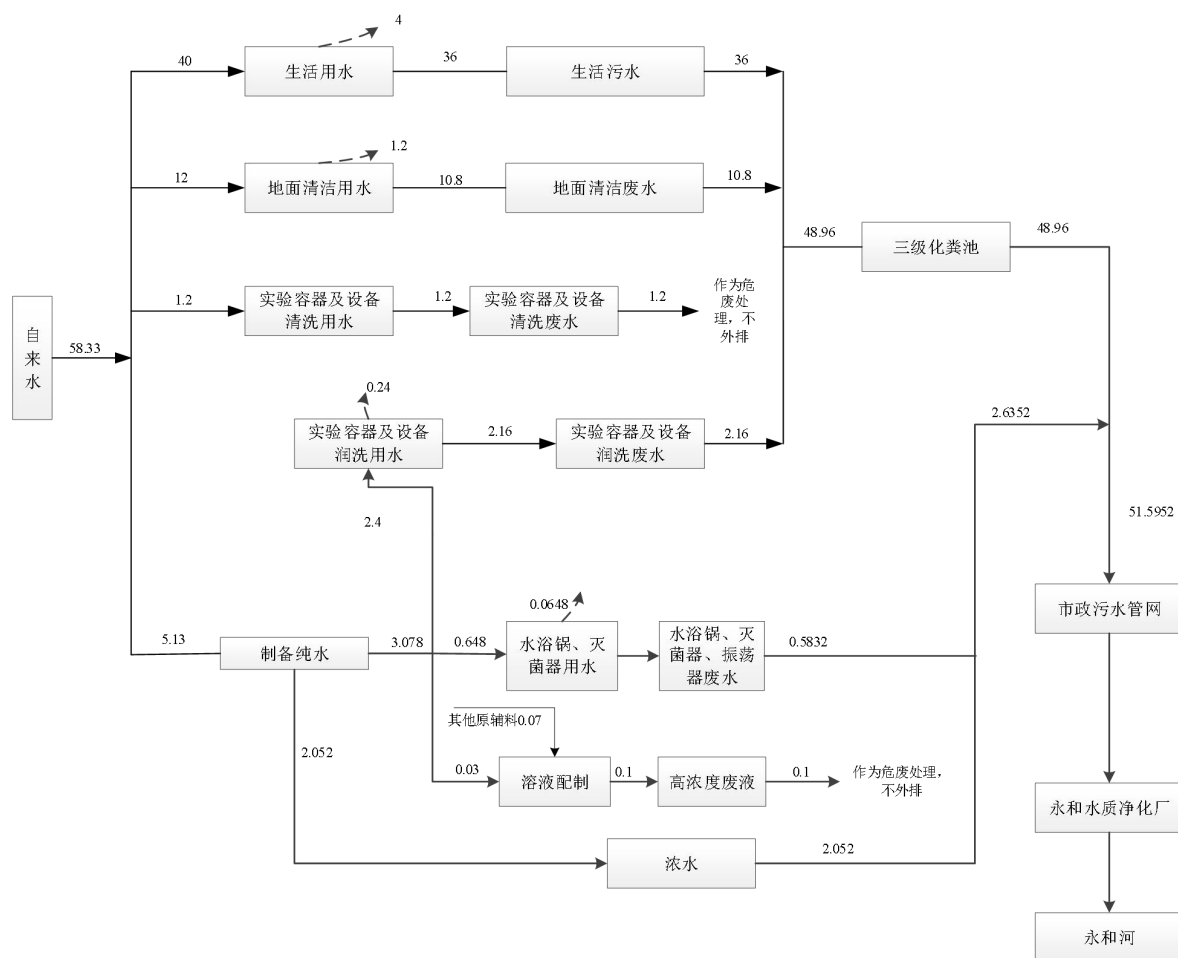 4
40
生活用水
36
生活污水
36
1.2
12
地面清洁用水
10.8
地面清洁废水
10.8
48.96
三级化粪池
48.96
自
来
水
58.33
1.2
实验容器及设备
清洗用水
1.2
实验容器及设备
清洗废水
1.2
作为危
废处
理，不
外排
0.24
实验容器及设备
润洗用水
2.16
实验容器及设备
润洗废水
2.16
2.6352
2.4
51.5952
市政污水管网
5.13
制备纯水
3.078
0.648
0.0648
水浴锅、灭
菌器用水
水浴锅、灭
菌器、振荡
器废水
0.5832
其他原辅料0.07
2.052
0.03
溶液配制
0.1
高浓度废液
0.1
作为危废处理，
不外排
永和水质净化厂
浓水
2.052
永和河